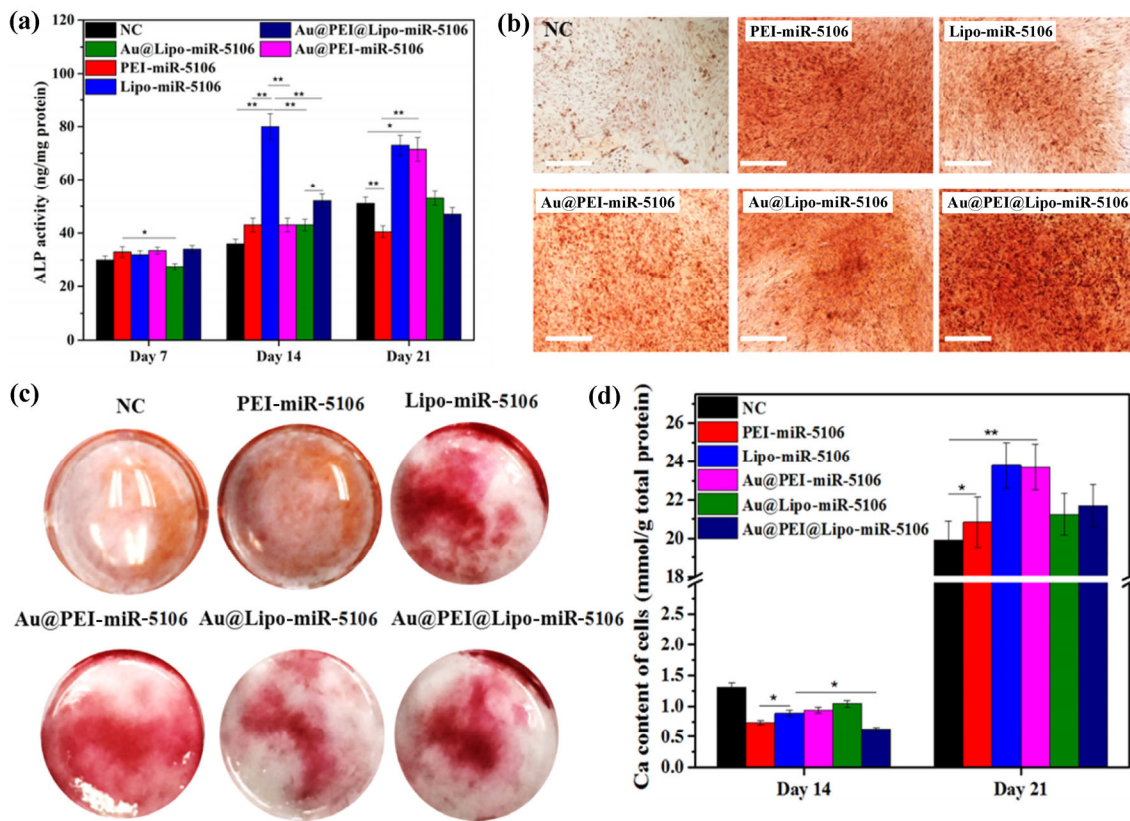 (a)
NC
Au@Lipo-miR-5106
PEI-miR-5106
Lipo-miR-5106
Au@PEI@Lipo-miR-5106
Au@PEI-miR-5106
ALP activity (ng/mg protein)
120
100
80
60
40
20
0
*
**
**
**
**
**
*
**
*
**
Day 7
Day 14
Day 21
(b)
NC
PEI-miR-5106
Lipo-miR-5106
Au@PEI-miR-5106
Au@Lipo-miR-5106
Au@PEI@Lipo-miR-5106
(c)
NC
PEI-miR-5106
Lipo-miR-5106
Au@PEI-miR-5106
Au@Lipo-miR-5106
Au@PEI@Lipo-miR-5106
(d)
NC
PEI-miR-5106
Lipo-miR-5106
Au@PEI-miR-5106
Au@Lipo-miR-5106
Au@PEI@Lipo-miR-5106
Ca content of cells (mmol/g total protein)
26
24
22
20
18
2.5
2.0
1.5
1.0
0.5
0.0
*
*
*
**
Day 14
Day 21